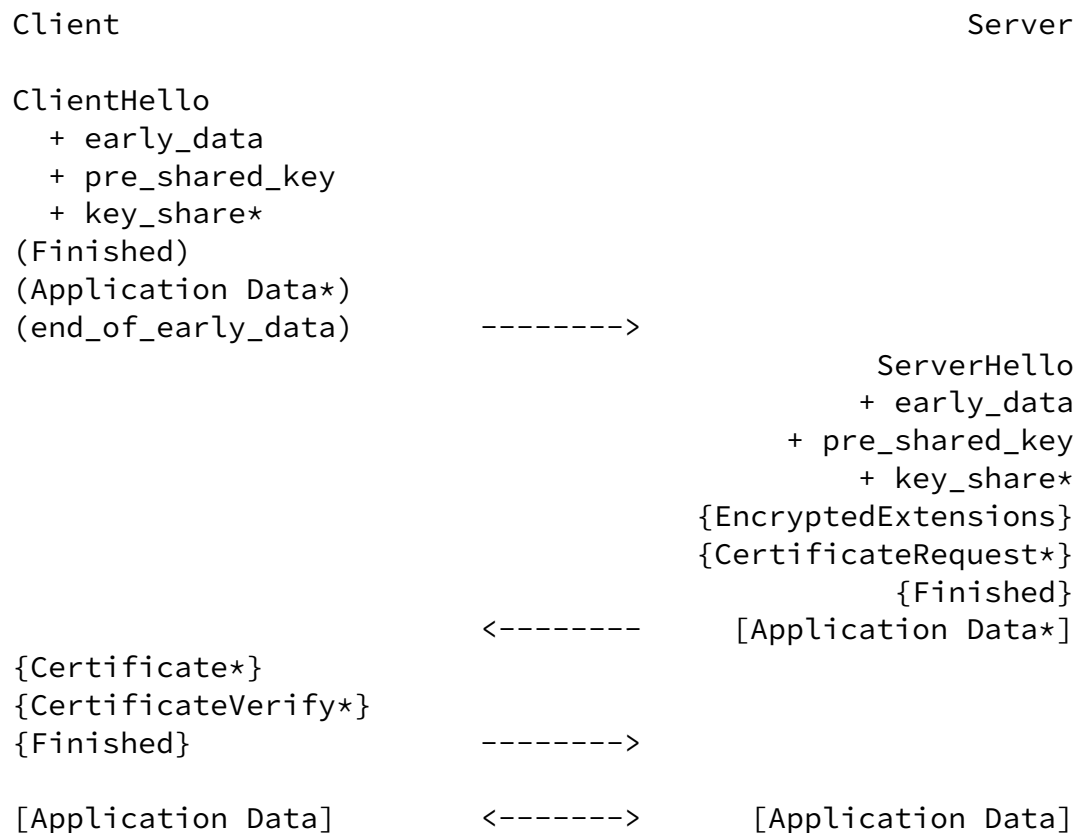 Client                                               Server

ClientHello
  + early_data
  + pre_shared_key
  + key_share*
(Finished)
(Application Data*)
(end_of_early_data)       -------->
                                                ServerHello
                                               + early_data
                                           + pre_shared_key
                                               + key_share*
                                      {EncryptedExtensions}
                                      {CertificateRequest*}
                                                 {Finished}
                          <--------     [Application Data*]
{Certificate*}
{CertificateVerify*}
{Finished}                -------->

[Application Data]        <------->      [Application Data]